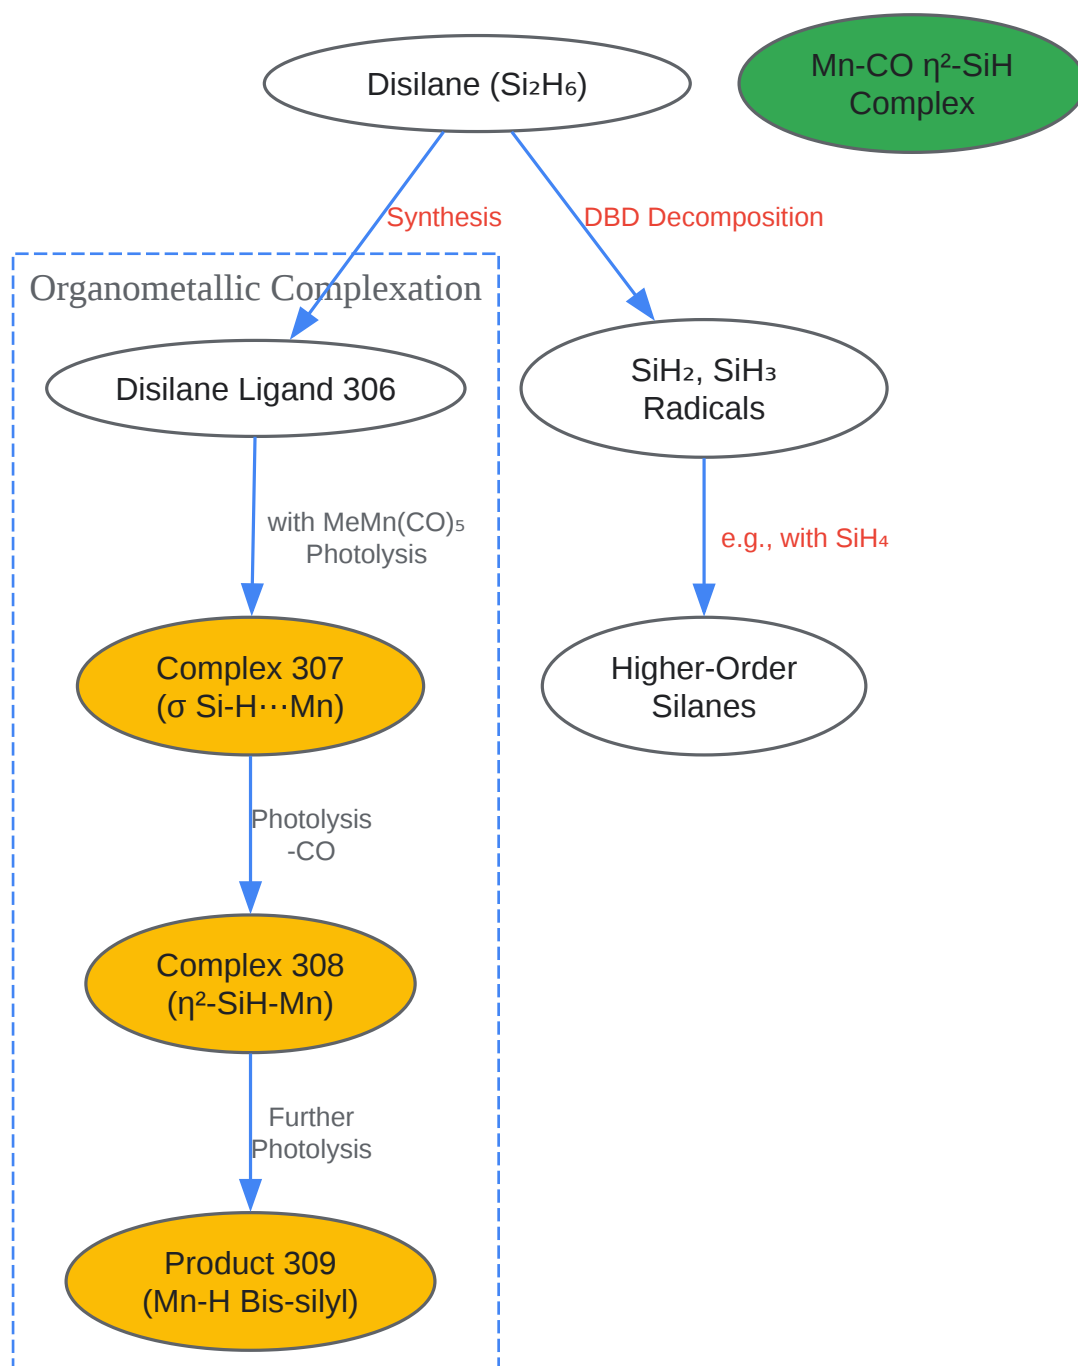 Disilane (Si₂H₆)
Mn-CO η²-SiH
Complex
Synthesis
DBD Decomposition
Organometallic Complexation
Disilane Ligand 306
SiH₂, SiH₃
Radicals
with MeMn(CO)₅
Photolysis
e.g., with SiH₄
Complex 307
(σ Si-H⋯Mn)
Higher-Order
Silanes
Photolysis
-CO
Complex 308
(η²-SiH-Mn)
Further
Photolysis
Product 309
(Mn-H Bis-silyl)